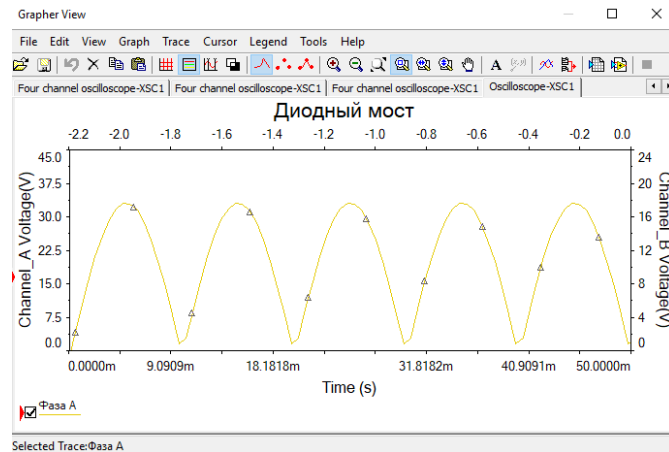 Grapher View
File Edit View Graph Trace Cursor Legend Tools Help
Four channel oscilloscope-XSC1 Four channel oscilloscope-XSC1 Four channel oscilloscope-XSC1 Oscilloscope-XSC1
Диодный мост
-2.2 -2.0 -1.8 -1.6 -1.4 -1.2 -1.0 -0.8 -0.6 -0.4 -0.2 0.0
45.0
37.5
30.0
22.5
15.0
7.5
0.0
Channel_A Voltage(V)
24
20
16
12
8
4
0
Channel_B Voltage(V)
0.0000m 9.0909m 18.1818m 31.8182m 40.9091m 50.0000m
Time (s)
Фаза A
Selected Trace:Фаза A